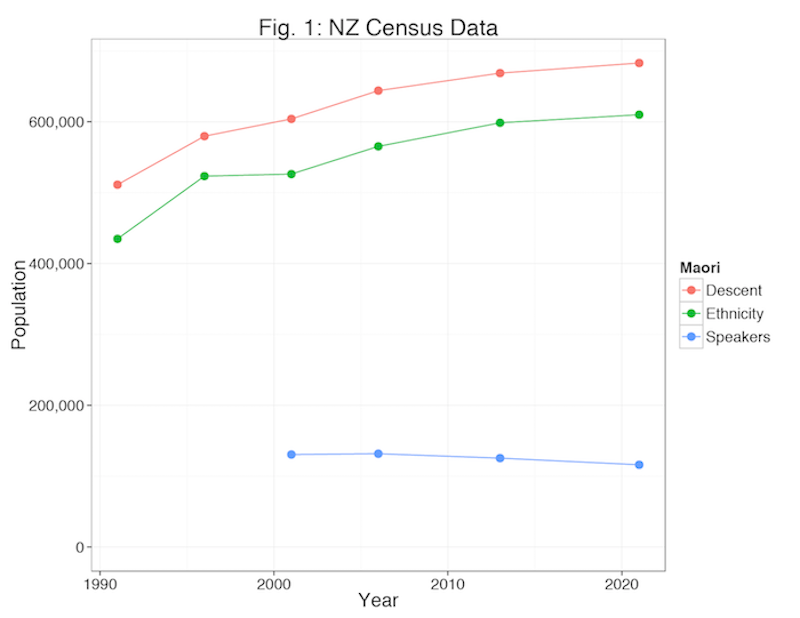 Fig. 1: NZ Census Data
Population
600,000
400,000
200,000
0
1990
2000
2010
2020
Year
Maori
Descent
Ethnicity
Speakers